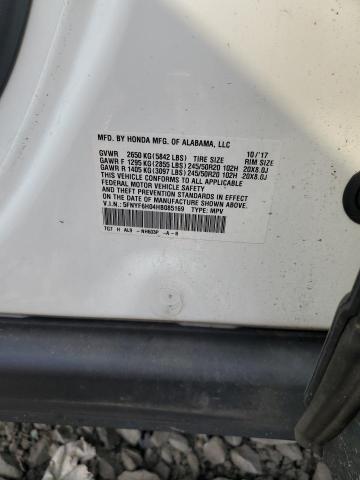 MFD. BY HONDA MFG. OF ALABAMA, LLC 10/'17
GVWR 2650 KG (5842 LBS) TIRE SIZE RIM SIZE
GAWR F 1295 KG (2855 LBS) 245/50R20 102H 20X8.0J
GAWR R 1405 KG (3097 LBS) 245/50R20 102H 20X8.0J
THIS VEHICLE CONFORMS TO ALL APPLICABLE
FEDERAL MOTOR VEHICLE SAFETY
AND THEFT PREVENTION STANDARDS IN EFFECT
ON THE DATE OF MANUFACTURE SHOWN ABOVE.
V.I.N.: 5FNYF6H04HB085169 TYPE: MPV
TG7 H AL9 - NH603P -A- B